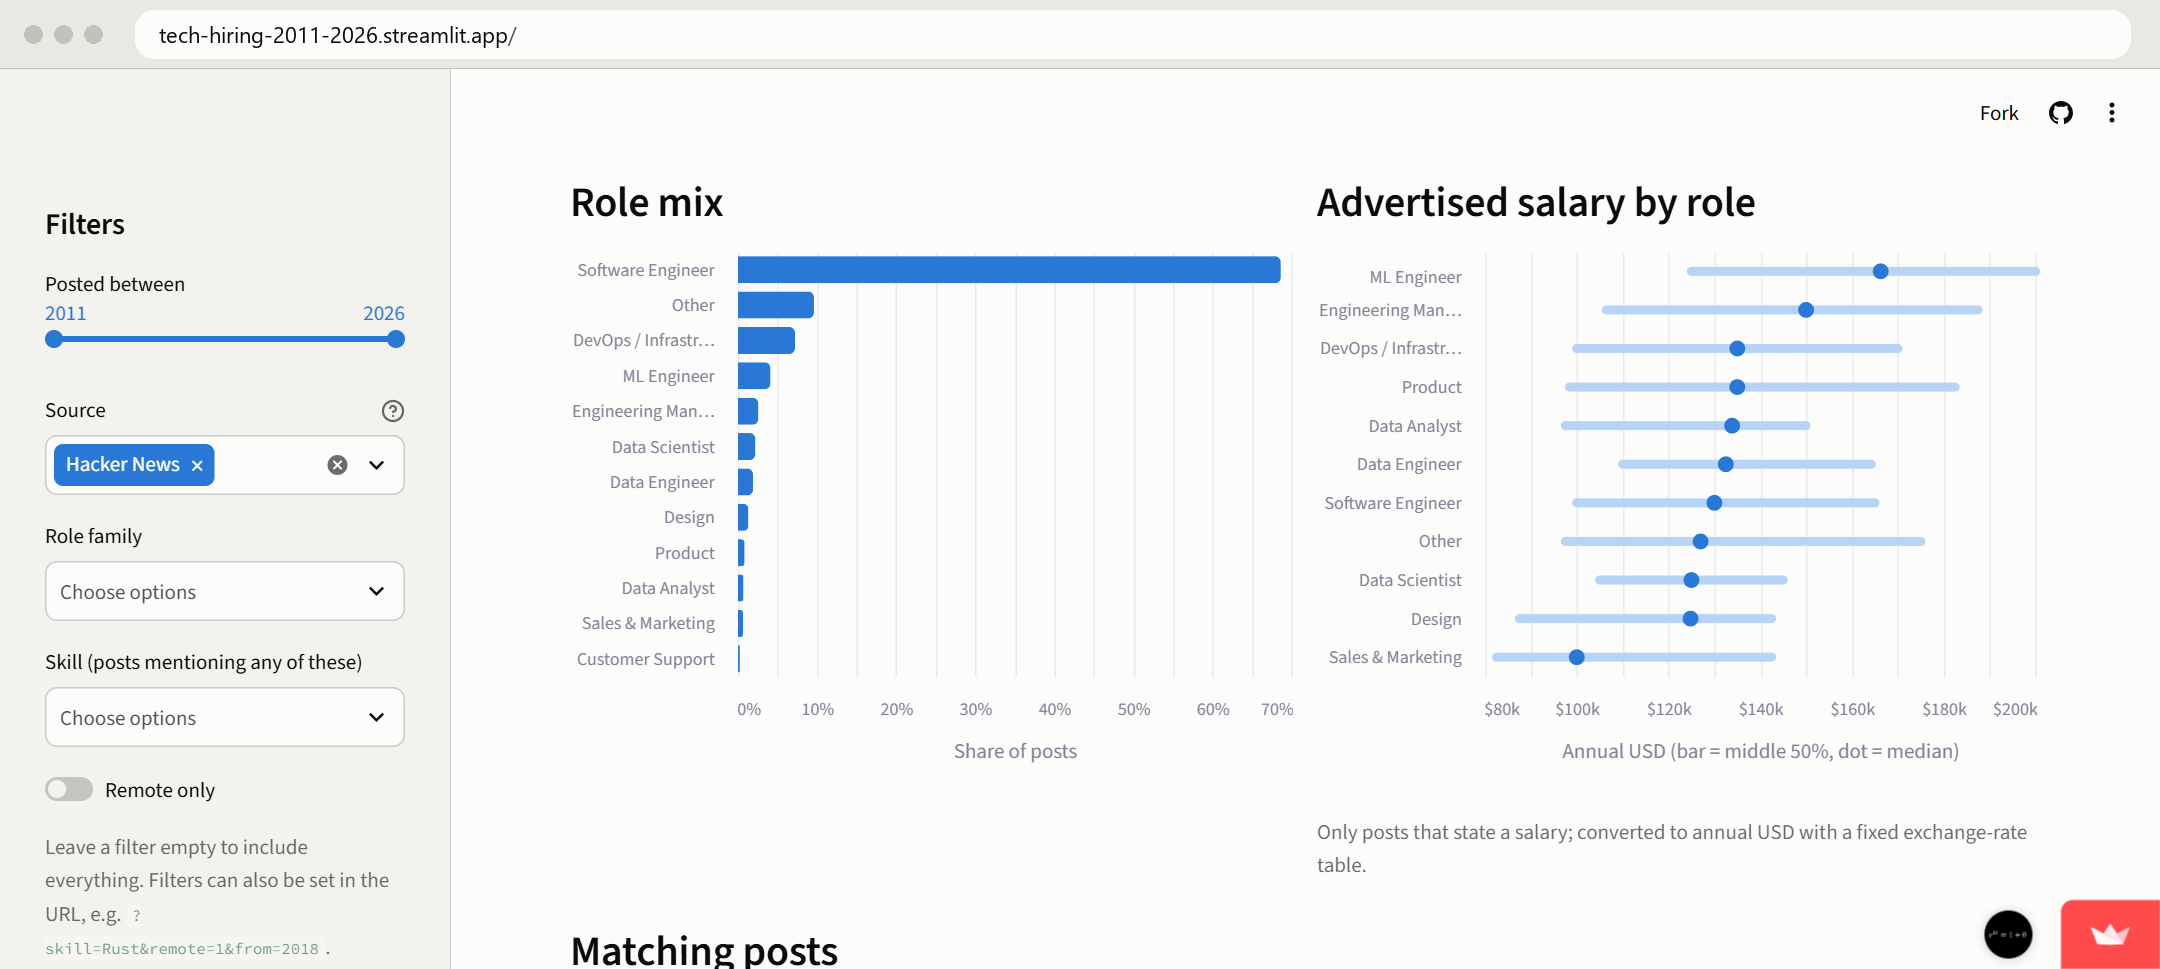 tech-hiring-2011-2026.streamlit.app/
Fork
Filters
Posted between
2011 2026
Source
Hacker News
Role family
Choose options
Skill (posts mentioning any of these)
Choose options
Remote only
Leave a filter empty to include
everything. Filters can also be set in the
URL, e.g. ?
skill=Rust&remote=1&from=2018 .
Role mix
Software Engineer
Other
DevOps / Infrastr…
ML Engineer
Engineering Man…
Data Scientist
Data Engineer
Design
Product
Data Analyst
Sales & Marketing
Customer Support
0% 10% 20% 30% 40% 50% 60% 70%
Share of posts
Advertised salary by role
ML Engineer
Engineering Man…
DevOps / Infrastr…
Product
Data Analyst
Data Engineer
Software Engineer
Other
Data Scientist
Design
Sales & Marketing
$80k $100k $120k $140k $160k $180k $200k
Annual USD (bar = middle 50%, dot = median)
Only posts that state a salary; converted to annual USD with a fixed exchange-rate
table.
Matching posts